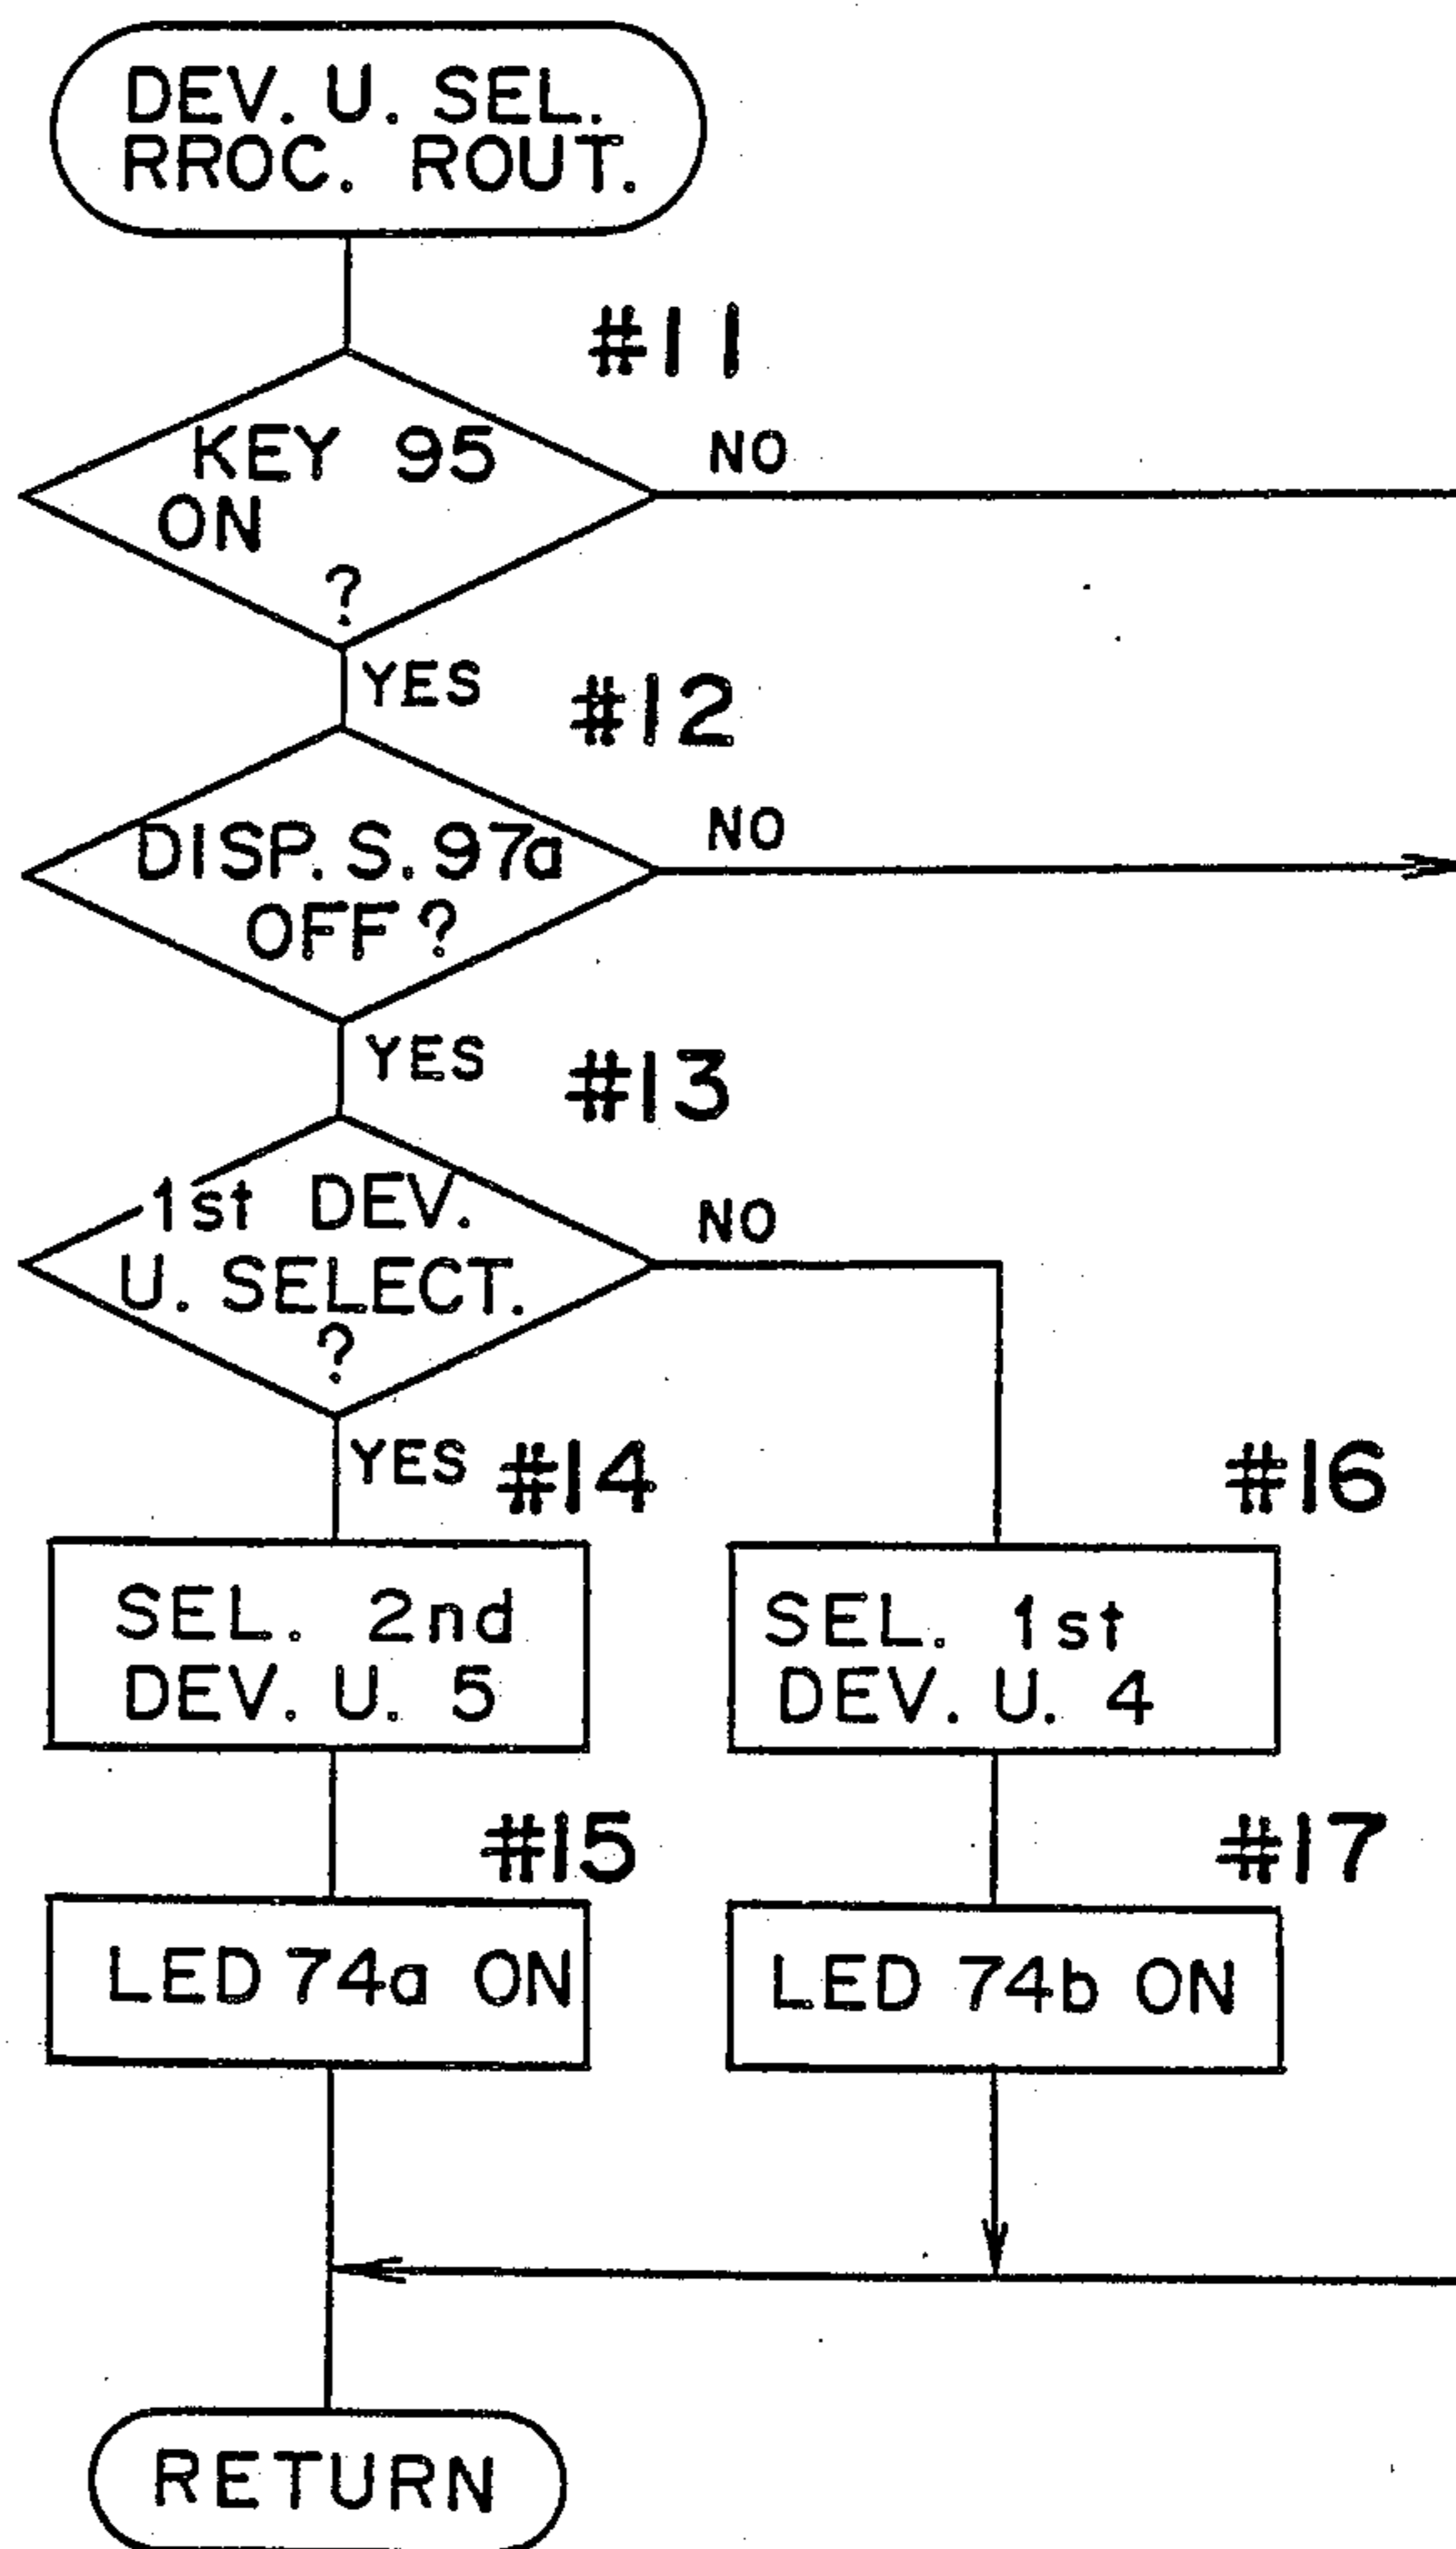 DEV. U. SEL.
RROC. ROUT.
#11
KEY 95
ON
?
NO
YES
#12
DISP. S. 97a
OFF ?
NO
YES
#13
1st DEV.
U. SELECT.
?
NO
YES
#14
#16
SEL. 2nd
DEV. U. 5
SEL. 1st
DEV. U. 4
#15
#17
LED 74a ON
LED 74b ON
RETURN